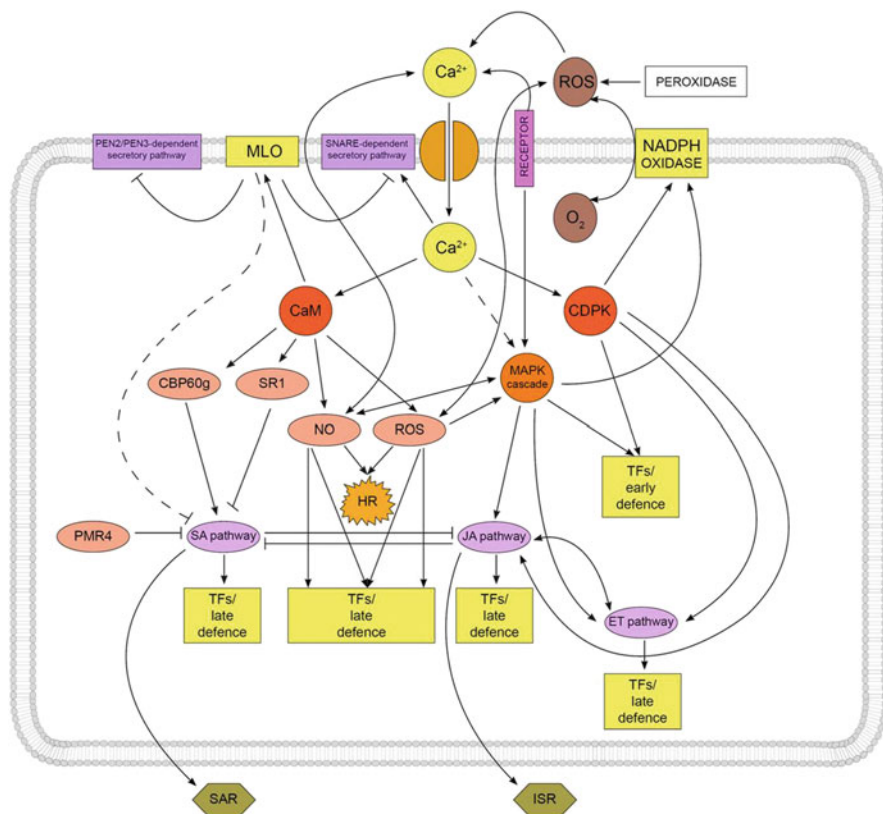 Ca²⁺
ROS
PEROXIDASE
PEN2/PEN3-dependent
secretory pathway
MLO
SNARE-dependent
secretory pathway
RECEPTOR
NADPH
OXIDASE
O₂
Ca²⁺
CaM
CDPK
MAPK
cascade
CBP60g
SR1
NO
ROS
TFs/
early
defence
HR
PMR4
SA pathway
JA pathway
TFs/
late
defence
TFs/
late
defence
TFs/
late
defence
ET pathway
TFs/
late
defence
SAR
ISR